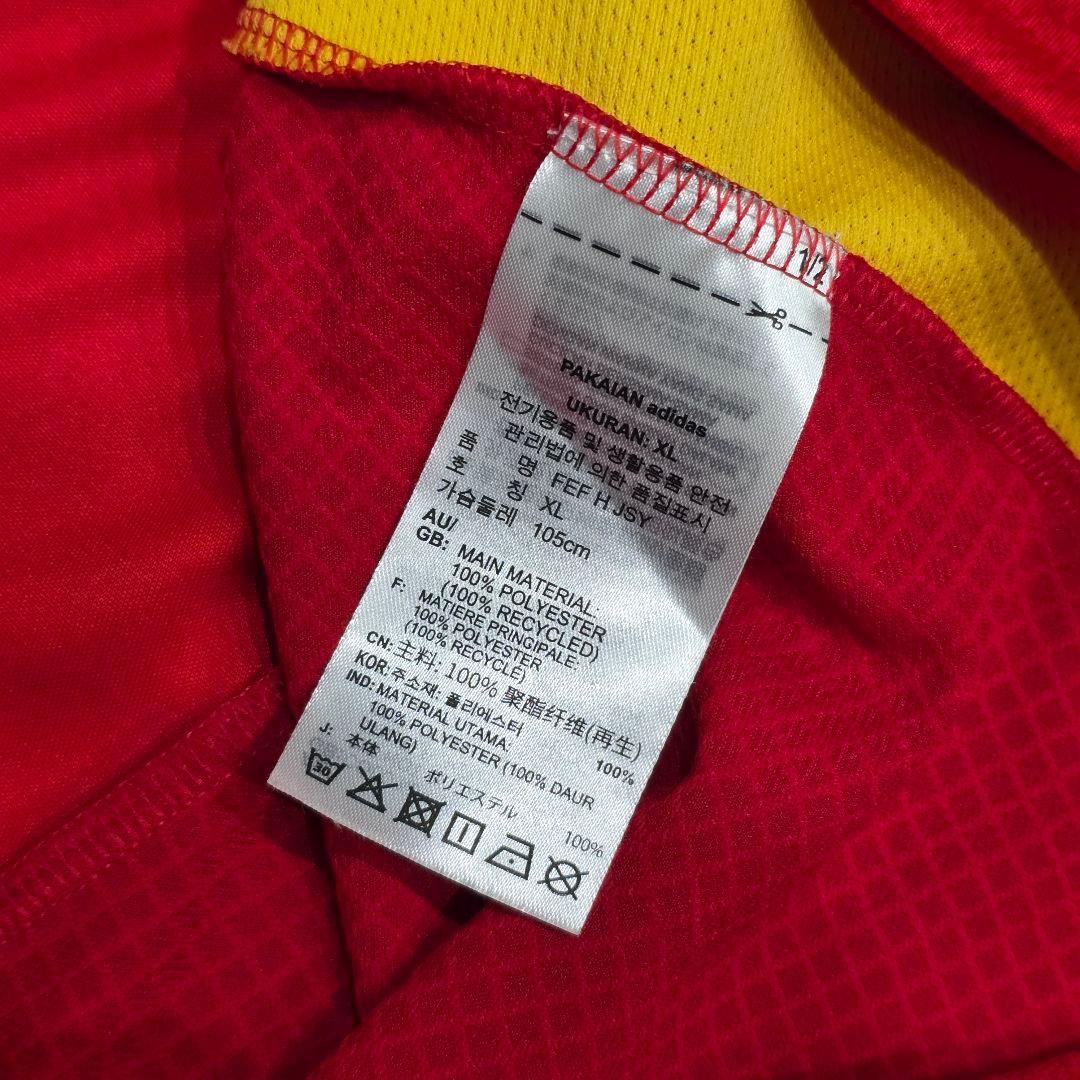 1/2
PAKAIAN adidas
UKURAN: XL
전기용품 및 생활용품 안전
관리법에 의한 품질표시
품 명 FEF H JSY
호 칭 XL
가슴둘레 105cm
AU/
GB: MAIN MATERIAL:
100% POLYESTER
(100% RECYCLED)
F: MATIERE PRINCIPALE:
100% POLYESTER
(100% RECYCLE)
CN: 主料: 100% 聚酯纤维(再生)
KOR: 주소재: 폴리에스터 100%
IND: MATERIAL UTAMA:
100% POLYESTER (100% DAUR
ULANG)
J: 本体
ポリエステル 100%
30